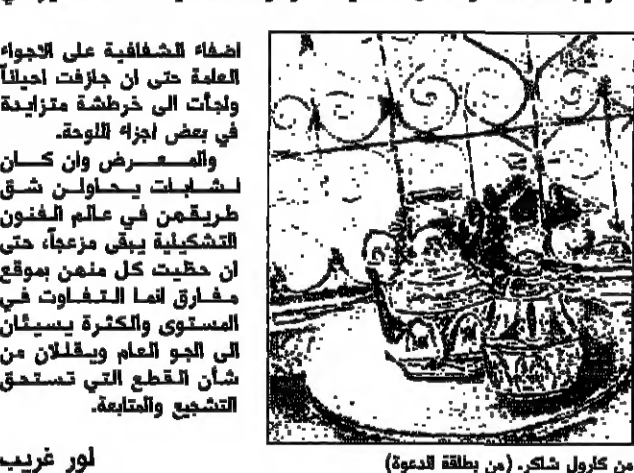 اضفاء الشفافية على الاجواء
العامة حتى ان جازفت احياناً
ولجأت الى خرطشة متزايدة
في بعض اجزاء اللوحة.
والمعرض وان كان
لشابات يحاولن شق
طريقهن في عالم الفنون
التشكيلية يبقى مزعجاً، حتى
ان حظيت كل منهن بموقع
مفارق انما التفاوت في
المستوى والكثرة يسيئان
الى الجو العام ويقللان من
شأن القطع التي تستحق
التشجيع والمتابعة.
لور غريب
من كارول شاكر. (من بطاقة الدعوة)